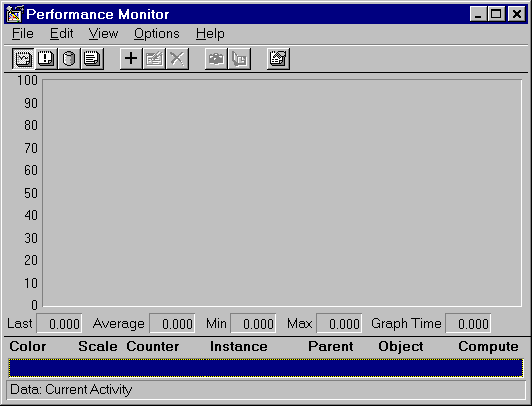 Performance Monitor
File Edit View Options Help
100
90
80
70
60
50
40
30
20
10
0
Last 0.000 Average 0.000 Min 0.000 Max 0.000 Graph Time 0.000
Color Scale Counter Instance Parent Object Compute
Data: Current Activity